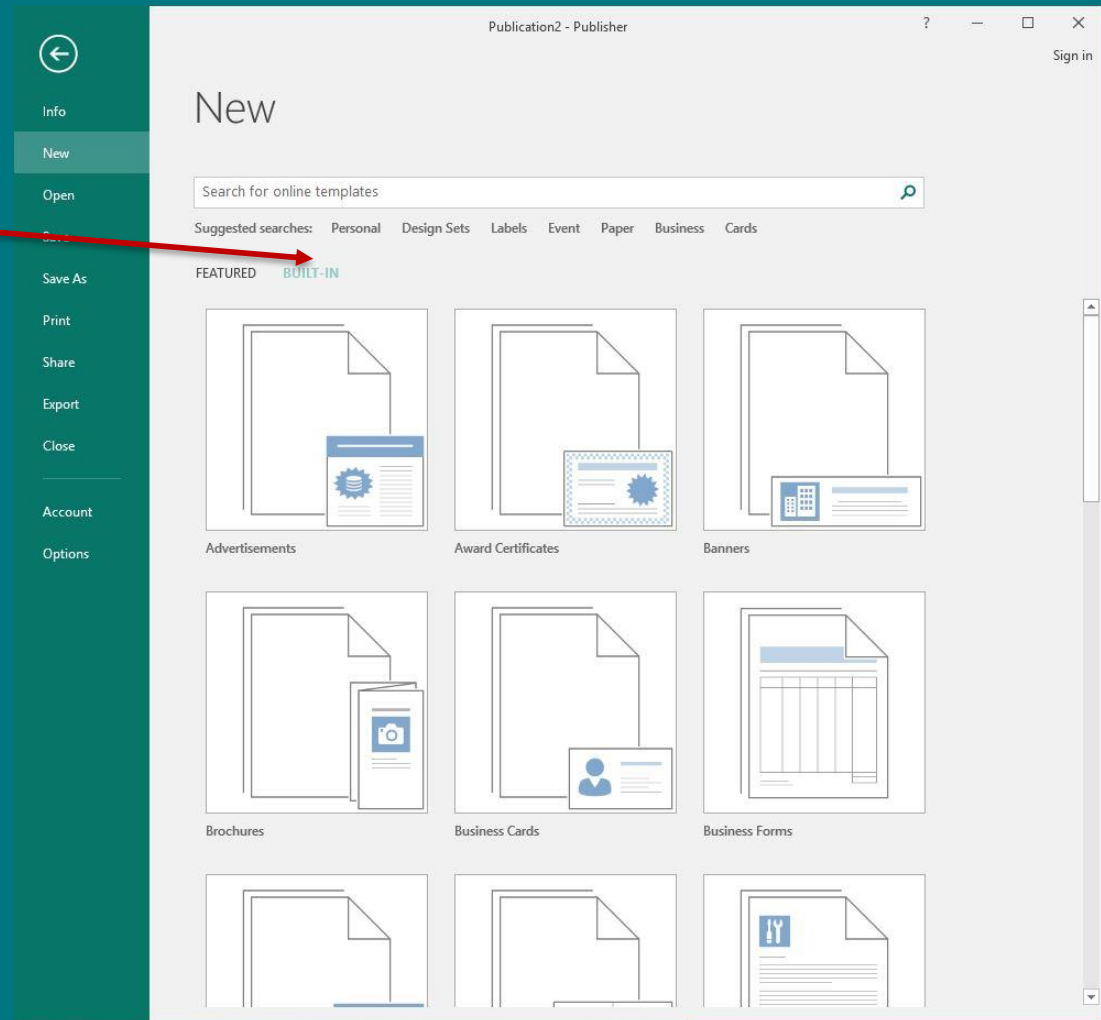 Publication2 - Publisher
?
Sign in
Info
New
Open
Save As
Print
Share
Export
Close
Account
Options
New
Search for online templates
Suggested searches: Personal Design Sets Labels Event Paper Business Cards
FEATURED BUILT-IN
Advertisements Award Certificates Banners
Brochures Business Cards Business Forms